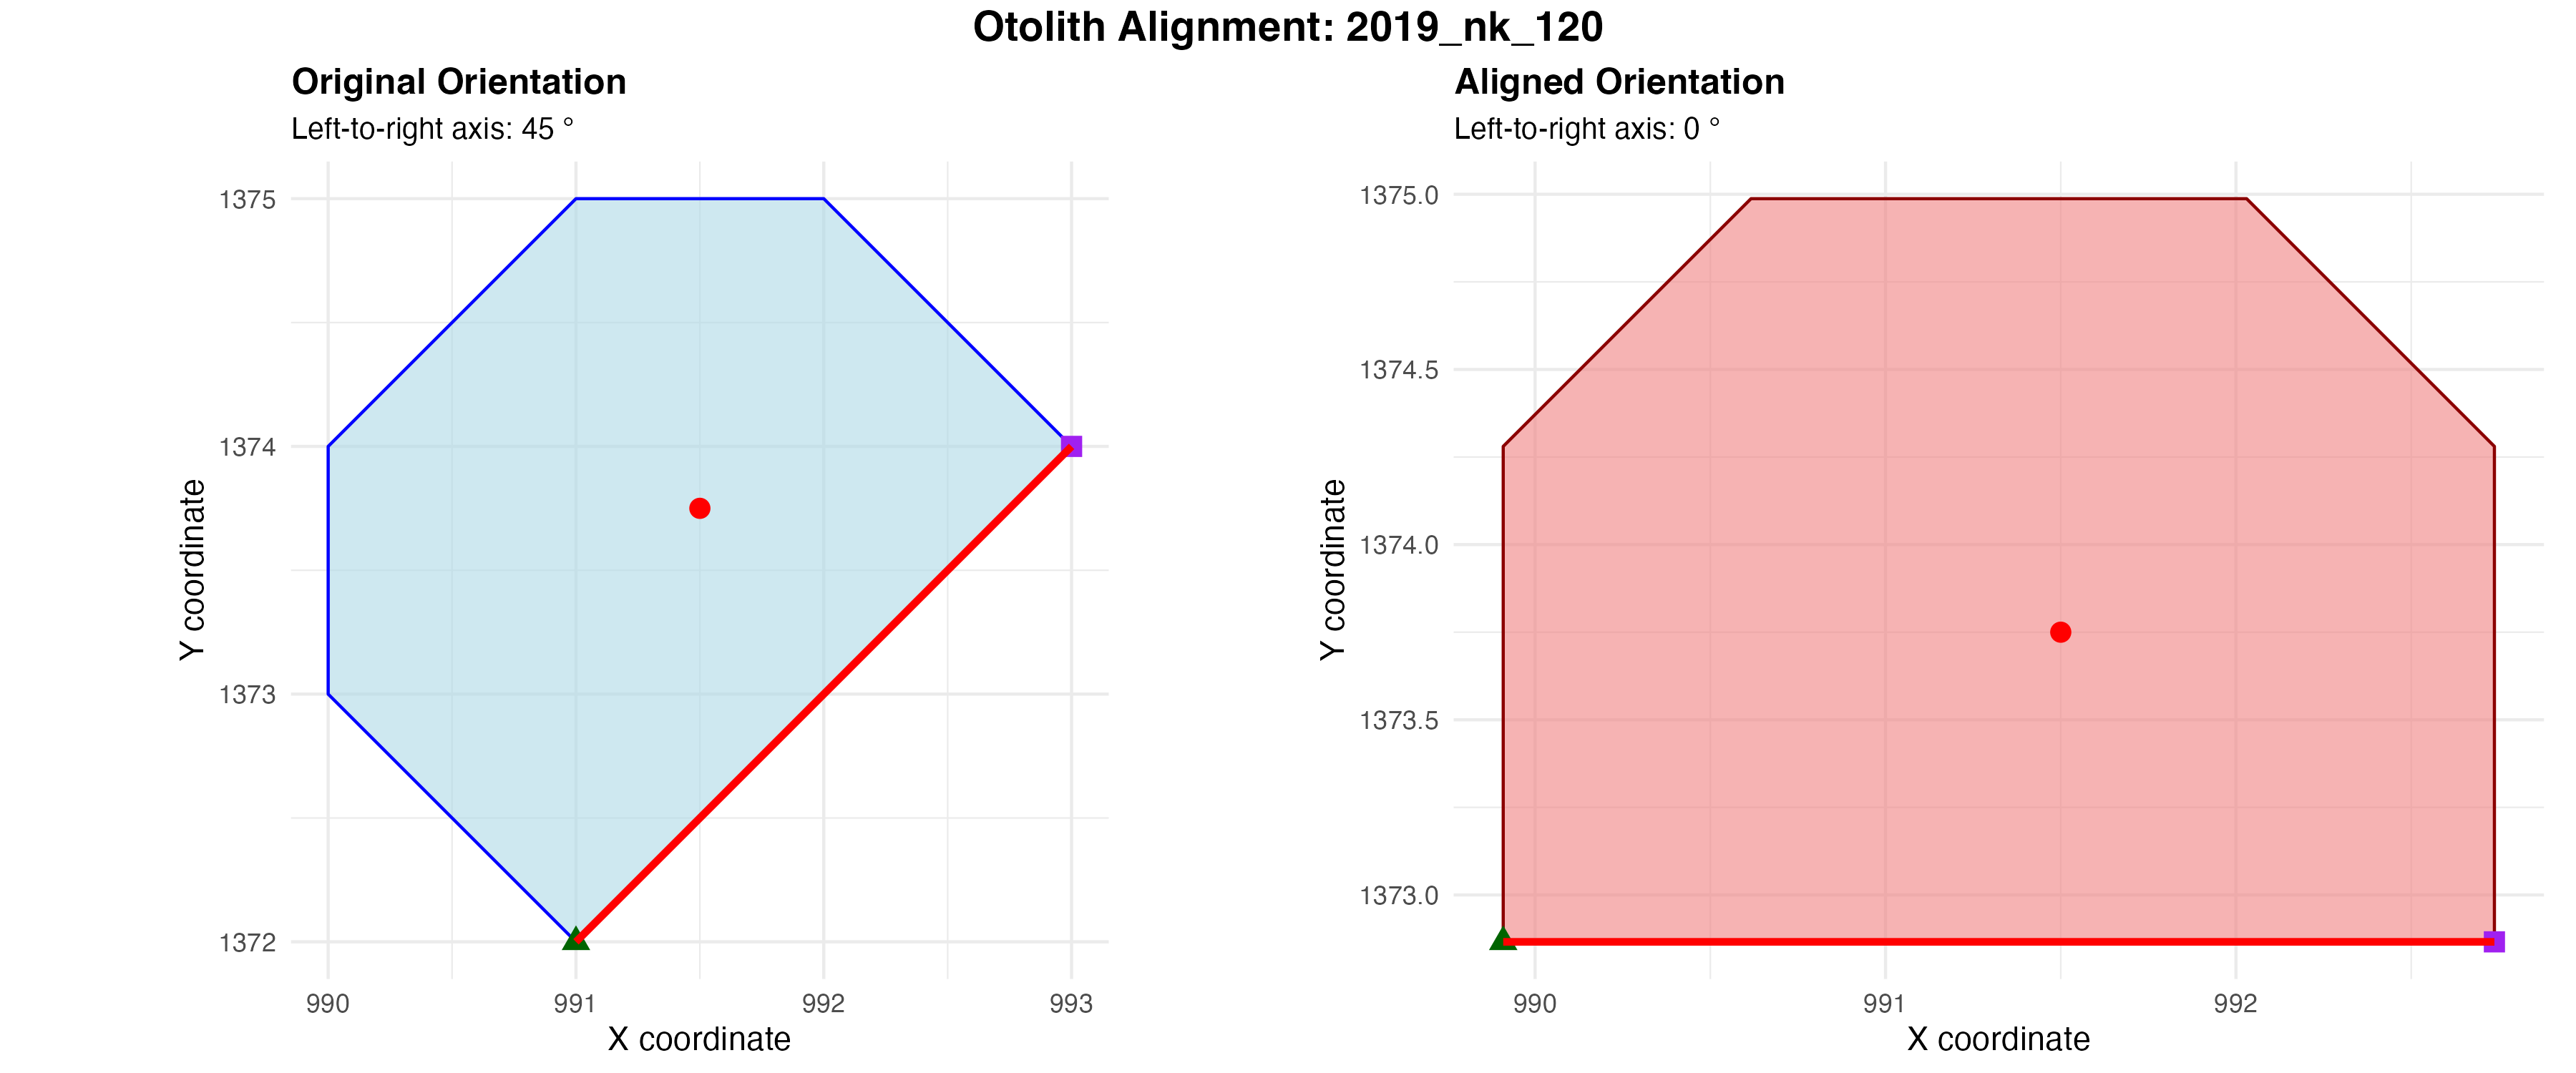 Otolith Alignment: 2019_nk_120
Original Orientation
Left-to-right axis: 45 °
1375
1374
1373
1372
Y coordinate
990 991 992 993
X coordinate
Aligned Orientation
Left-to-right axis: 0 °
1375.0
1374.5
1374.0
1373.5
1373.0
Y coordinate
990 991 992
X coordinate